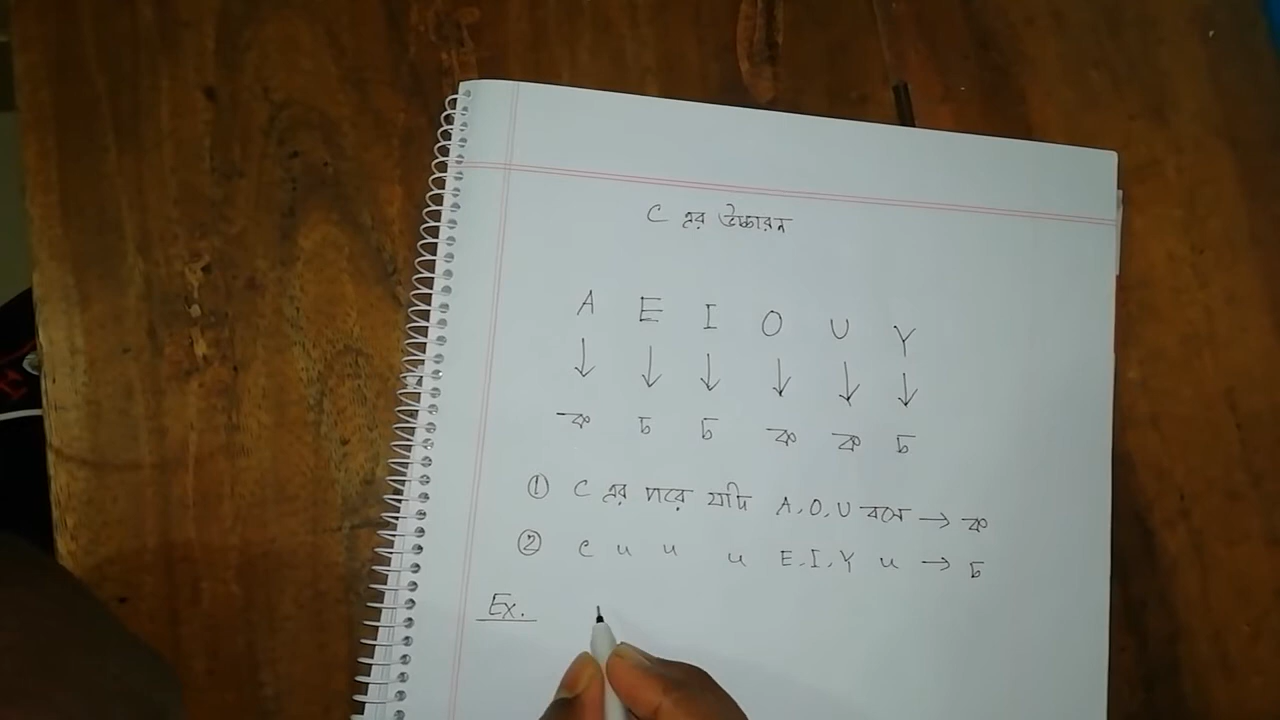 C এর উচ্চারন
A E I O U Y
↓ ↓ ↓ ↓ ↓ ↓
ক চ চ ক ক চ
① C এর পরে যদি A, O, U বসে → ক
② C 〃 〃 〃 E, I, Y 〃 → চ
Ex.